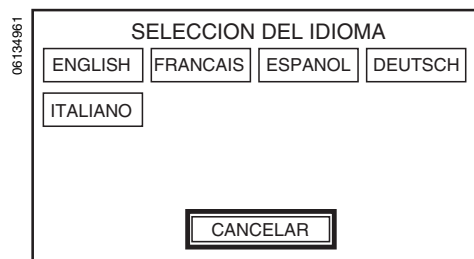 06134961
SELECCION DEL IDIOMA
ENGLISH FRANCAIS ESPANOL DEUTSCH
ITALIANO
CANCELAR